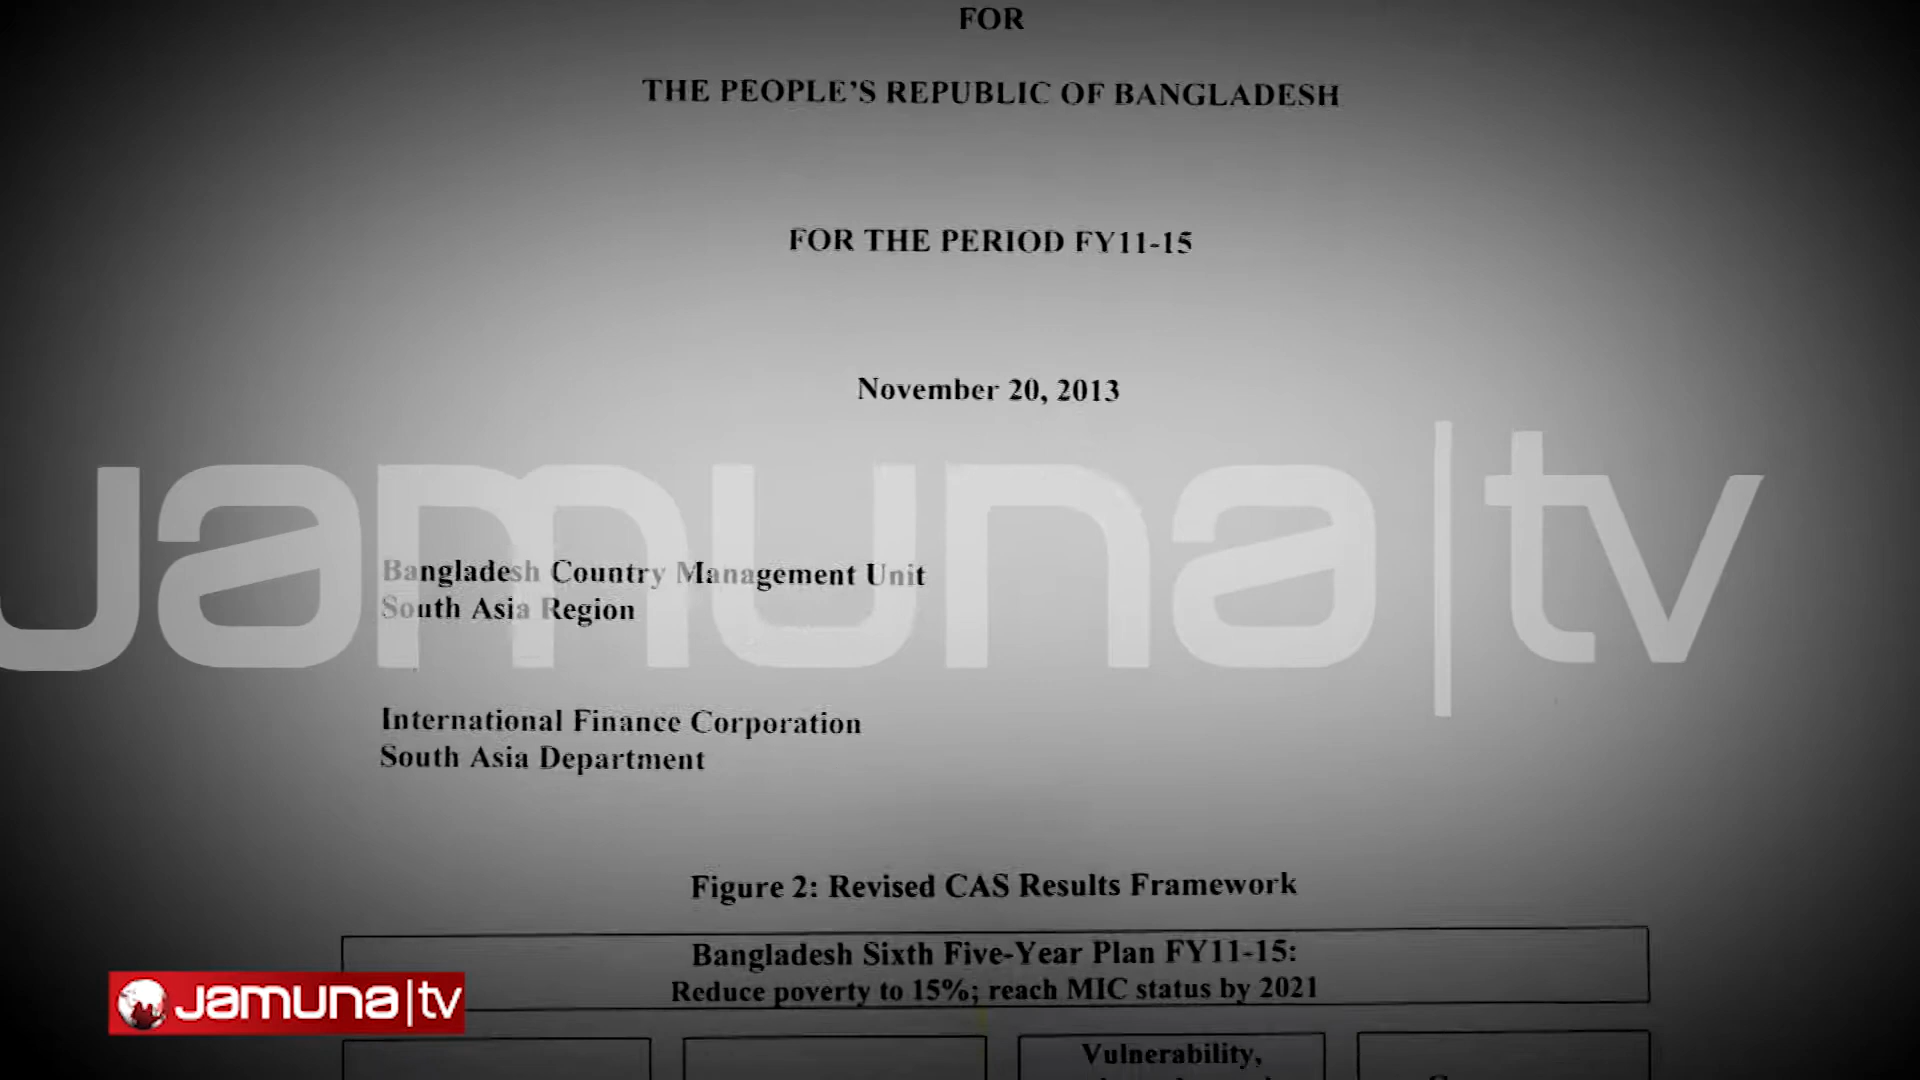 FOR
THE PEOPLE'S REPUBLIC OF BANGLADESH
FOR THE PERIOD FY11-15
November 20, 2013
Jamuna|tv
Bangladesh Country Management Unit
South Asia Region
International Finance Corporation
South Asia Department
Figure 2: Revised CAS Results Framework
Bangladesh Sixth Five-Year Plan FY11-15:
Reduce poverty to 15%; reach MIC status by 2021
Jamuna|tv
Vulnerability,